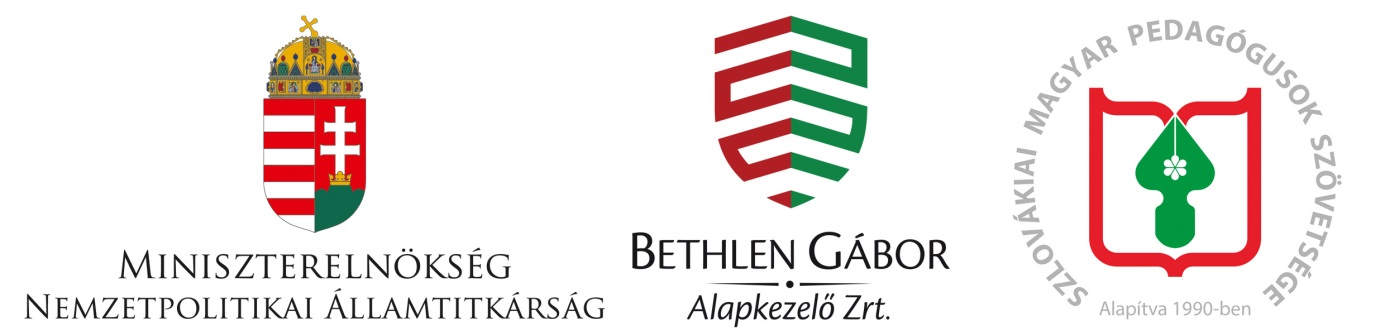 MINISZTERELNÖKSÉG
NEMZETPOLITIKAI ÁLLAMTITKÁRSÁG
BETHLEN GÁBOR
Alapkezelő Zrt.
SZLOVÁKIAI MAGYAR PEDAGÓGUSOK SZÖVETSÉGE
Alapítva 1990-ben